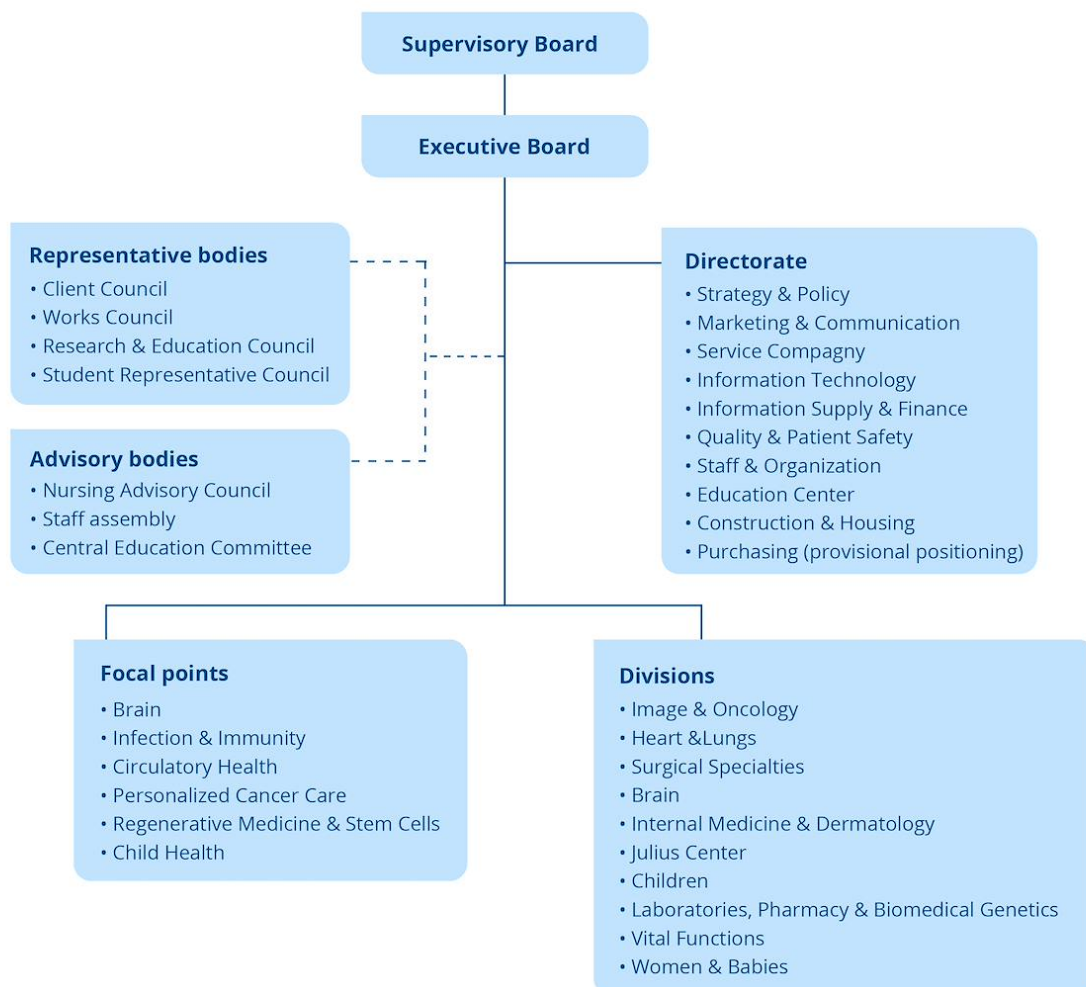 Supervisory Board
Executive Board
Representative bodies
• Client Council
• Works Council
• Research & Education Council
• Student Representative Council
Advisory bodies
• Nursing Advisory Council
• Staff assembly
• Central Education Committee
Directorate
• Strategy & Policy
• Marketing & Communication
• Service Compagny
• Information Technology
• Information Supply & Finance
• Quality & Patient Safety
• Staff & Organization
• Education Center
• Construction & Housing
• Purchasing (provisional positioning)
Focal points
• Brain
• Infection & Immunity
• Circulatory Health
• Personalized Cancer Care
• Regenerative Medicine & Stem Cells
• Child Health
Divisions
• Image & Oncology
• Heart &Lungs
• Surgical Specialties
• Brain
• Internal Medicine & Dermatology
• Julius Center
• Children
• Laboratories, Pharmacy & Biomedical Genetics
• Vital Functions
• Women & Babies